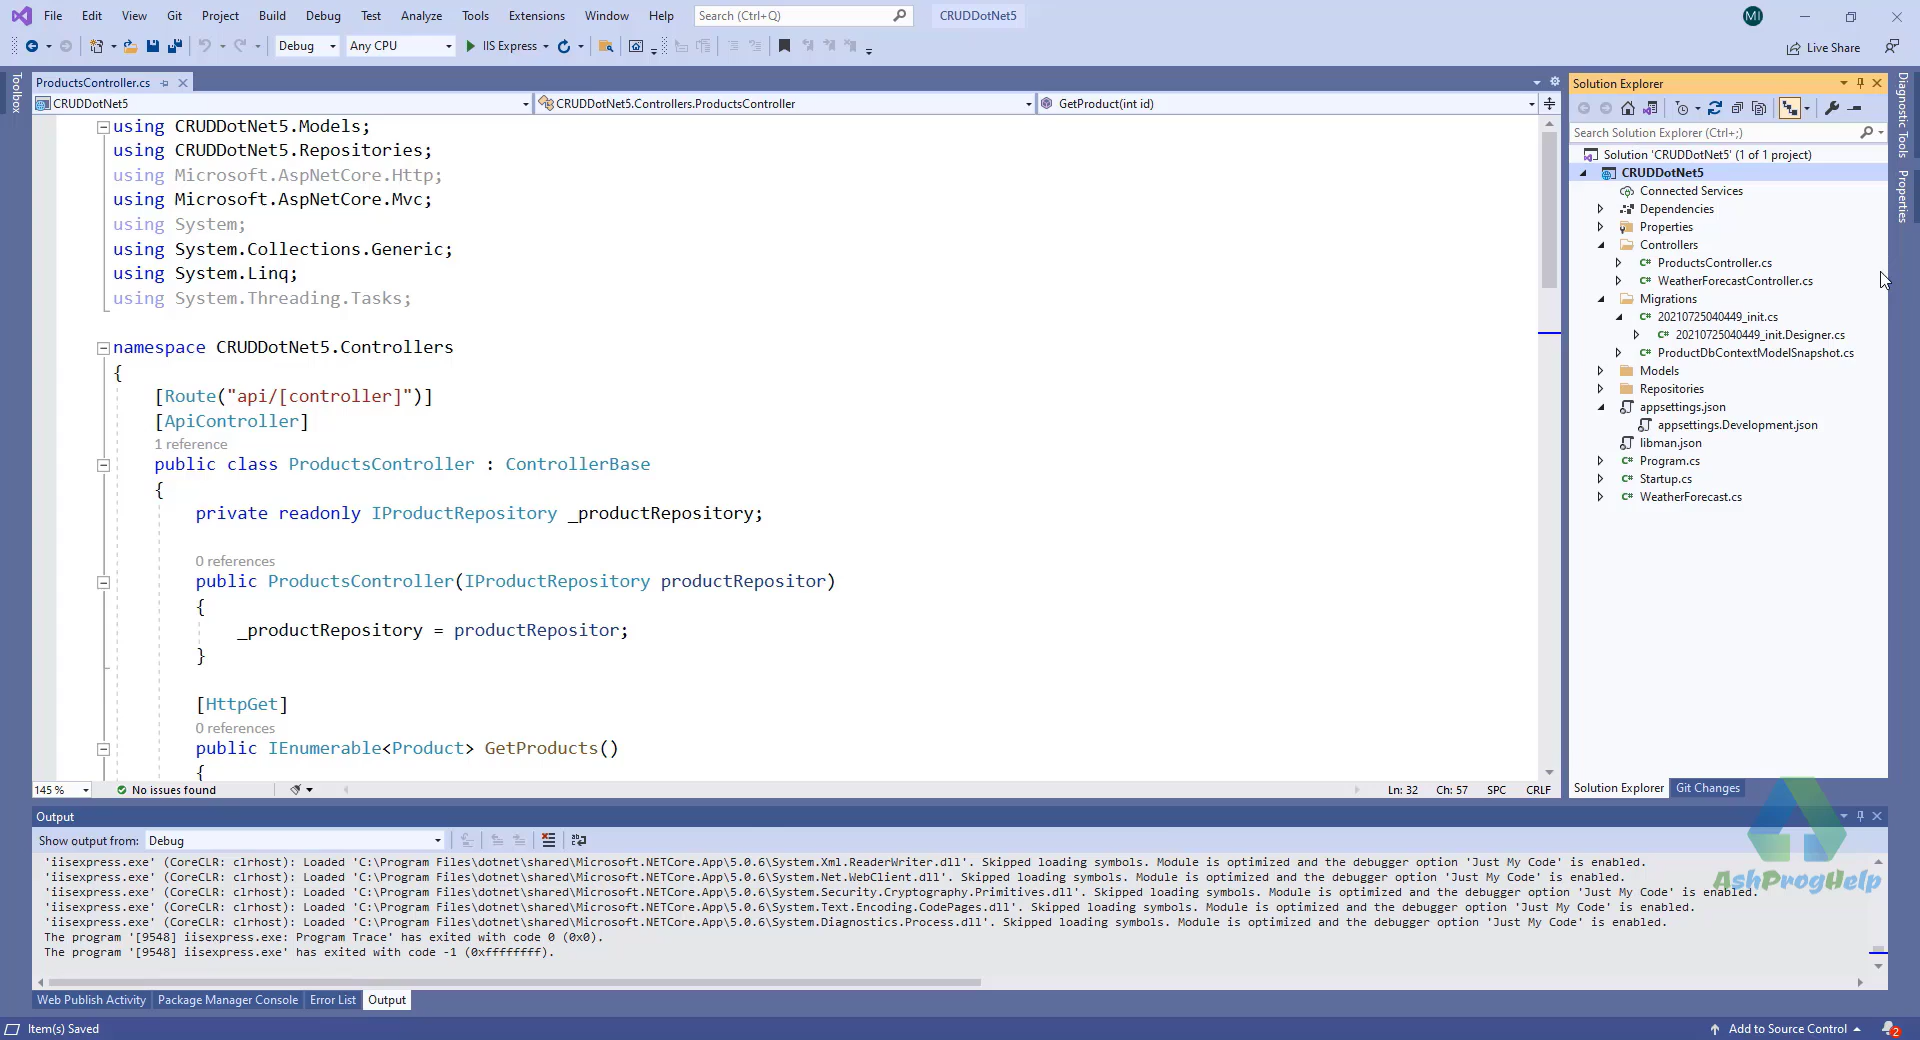 File Edit View Git Project Build Debug Test Analyze Tools Extensions Window Help Search (Ctrl+Q) CRUDDotNet5 MI
Debug Any CPU IIS Express Live Share
Toolbox
ProductsController.cs
CRUDDotNet5 CRUDDotNet5.Controllers.ProductsController GetProduct(int id)
using CRUDDotNet5.Models;
using CRUDDotNet5.Repositories;
using Microsoft.AspNetCore.Http;
using Microsoft.AspNetCore.Mvc;
using System;
using System.Collections.Generic;
using System.Linq;
using System.Threading.Tasks;
namespace CRUDDotNet5.Controllers
{
[Route("api/[controller]")]
[ApiController]
1 reference
public class ProductsController : ControllerBase
{
private readonly IProductRepository _productRepository;
0 references
public ProductsController(IProductRepository productRepositor)
{
_productRepository = productRepositor;
}
[HttpGet]
0 references
public IEnumerable<Product> GetProducts()
{
145 % No issues found Ln: 32 Ch: 57 SPC CRLF
Solution Explorer
Search Solution Explorer (Ctrl+;)
Solution 'CRUDDotNet5' (1 of 1 project)
CRUDDotNet5
Connected Services
Dependencies
Properties
Controllers
C# ProductsController.cs
C# WeatherForecastController.cs
Migrations
C# 20210725040449_init.cs
C# 20210725040449_init.Designer.cs
C# ProductDbContextModelSnapshot.cs
Models
Repositories
appsettings.json
appsettings.Development.json
libman.json
C# Program.cs
C# Startup.cs
C# WeatherForecast.cs
Solution Explorer Git Changes
Diagnostic Tools
Properties
Output
Show output from: Debug
'iisexpress.exe' (CoreCLR: clrhost): Loaded 'C:\Program Files\dotnet\shared\Microsoft.NETCore.App\5.0.6\System.Xml.ReaderWriter.dll'. Skipped loading symbols. Module is optimized and the debugger option 'Just My Code' is enabled.
'iisexpress.exe' (CoreCLR: clrhost): Loaded 'C:\Program Files\dotnet\shared\Microsoft.NETCore.App\5.0.6\System.Net.WebClient.dll'. Skipped loading symbols. Module is optimized and the debugger option 'Just My Code' is enabled.
'iisexpress.exe' (CoreCLR: clrhost): Loaded 'C:\Program Files\dotnet\shared\Microsoft.NETCore.App\5.0.6\System.Security.Cryptography.Primitives.dll'. Skipped loading symbols. Module is optimized and the debugger option 'Just My Code' is enabled.
'iisexpress.exe' (CoreCLR: clrhost): Loaded 'C:\Program Files\dotnet\shared\Microsoft.NETCore.App\5.0.6\System.Text.Encoding.CodePages.dll'. Skipped loading symbols. Module is optimized and the debugger option 'Just My Code' is enabled.
'iisexpress.exe' (CoreCLR: clrhost): Loaded 'C:\Program Files\dotnet\shared\Microsoft.NETCore.App\5.0.6\System.Diagnostics.Process.dll'. Skipped loading symbols. Module is optimized and the debugger option 'Just My Code' is enabled.
The program '[9548] iisexpress.exe: Program Trace' has exited with code 0 (0x0).
The program '[9548] iisexpress.exe' has exited with code -1 (0xffffffff).
AshProgHelp
Web Publish Activity Package Manager Console Error List Output
Item(s) Saved Add to Source Control 2